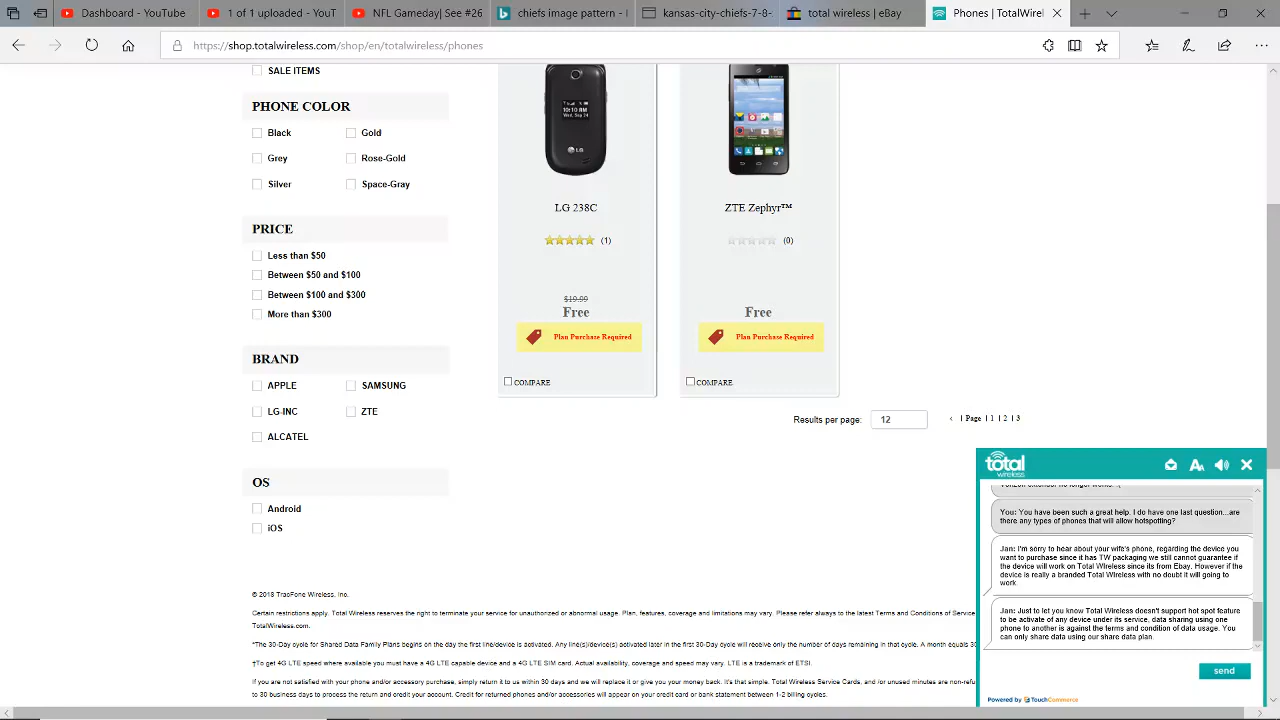 Dashboard - YouTube
1 uploaded - YouTube
NFL Gameday| Sec #26
chiefs image pattern - I
kansas-city-chiefs-7-8-
total wireless | eBay
Phones | TotalWirel
https://shop.totalwireless.com/shop/en/totalwireless/phones
SALE ITEMS
PHONE COLOR
Black Gold
Grey Rose-Gold
Silver Space-Gray
PRICE
Less than $50
Between $50 and $100
Between $100 and $300
More than $300
BRAND
APPLE SAMSUNG
LG-INC ZTE
ALCATEL
OS
Android
iOS
10:10 AM
Wed, Sep 24
LG
LG 238C
(1)
$19.99
Free
Plan Purchase Required
COMPARE
ZTE Zephyr™
(0)
Free
Plan Purchase Required
COMPARE
Results per page: 12 < | Page | 1 | 2 | 3
Certain restrictions apply. Total Wireless reserves the right to terminate your service for unauthorized or abnormal usage. Plan, features, coverage and limitations may vary. Please refer always to the latest Terms and Conditions of Service
TotalWireless.com.
*The 30-Day cycle for Shared Data Family Plans begins on the day the first line/device is activated. Any line(s)/device(s) activated later in the first 30-Day cycle will receive only the number of days remaining in that cycle. A month equals 30
†To get 4G LTE speed where available you must have a 4G LTE capable device and a 4G LTE SIM card. Actual availability, coverage and speed may vary. LTE is a trademark of ETSI.
If you are not satisfied with your phone and/or accessory purchase, simply return it to us within 30 days and we will replace it or give you your money back. It's that simple. Total Wireless Service Cards, and /or unused minutes are non-refu
to 30 business days to process the return and credit your account. Credit for returned phones and/or accessories will appear on your credit card or bank statement between 1-2 billing cycles.
total
wireless
You: You have been such a great help. I do have one last question...are
there any types of phones that will allow hotspotting?
Jan: I'm sorry to hear about your wife's phone, regarding the device you
want to purchase since it has TW packaging we still cannot guarantee if
the device will work on Total WIreless since its from Ebay. However if the
device is really a branded Total WIreless with no doubt it will going to
work.
Jan: Just to let you know Total Wireless doesn't support hot spot feature
to be activate of any device under its service, data sharing using one
phone to another is against the terms and condition of data usage. You
can only share data using our share data plan.
send
Powered by TouchCommerce